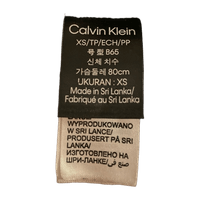 Calvin Klein
XS/TP/ECH/PP
号型 B65
신체 치수
가슴둘레 80cm
UKURAN: XS
Made in Sri Lanka/
Fabriqué au Sri Lanka
WYPRODUKOWANO
W SRI LANCE/
PRODUSERT PÅ SRI
LANKA/
ИЗГОТОВЛЕНО НА
ШРИ-ЛАНКЕ/ صنع في